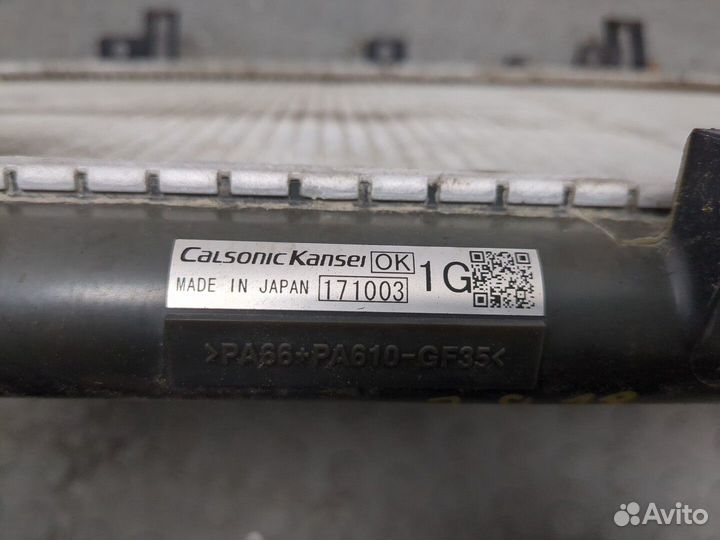 CALSONIC KANSEI OK 1G
MADE IN JAPAN 171003
>PA66+PA610-GF35<
Avito